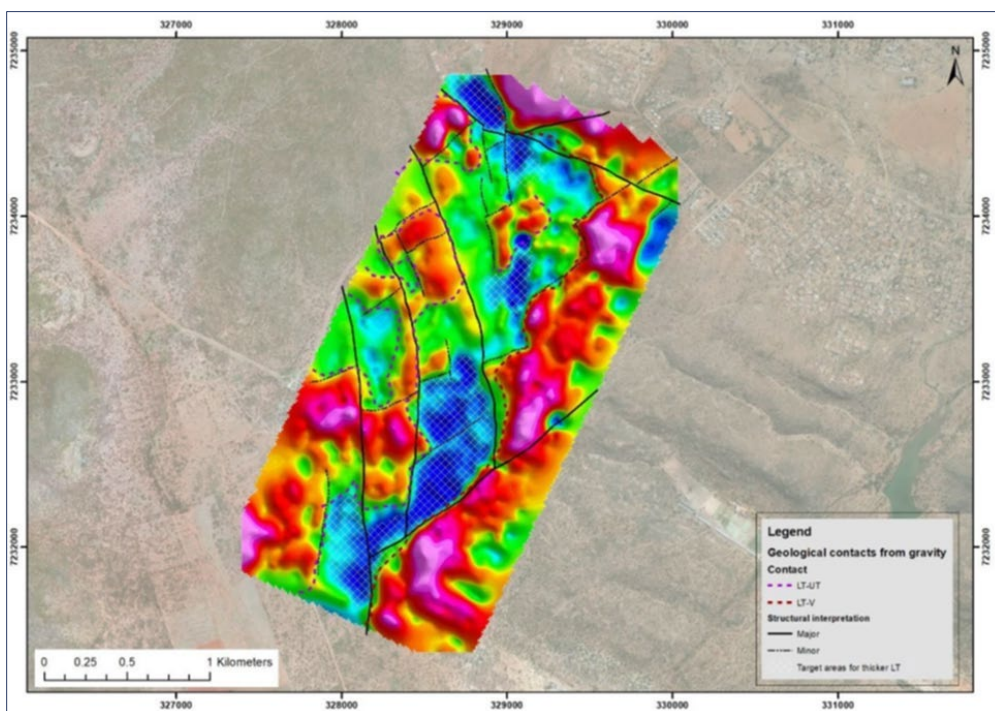 327000 328000 329000 330000 331000
7235000 7235000
N
7234000 7234000
7233000 7233000
7232000 7232000
Legend
Geological contacts from gravity
Contact
LT-UT
LT-V
Structural interpretation
Major
Minor
Target areas for thicker LT
0 0.25 0.5 1 Kilometers
327000 328000 329000 330000 331000